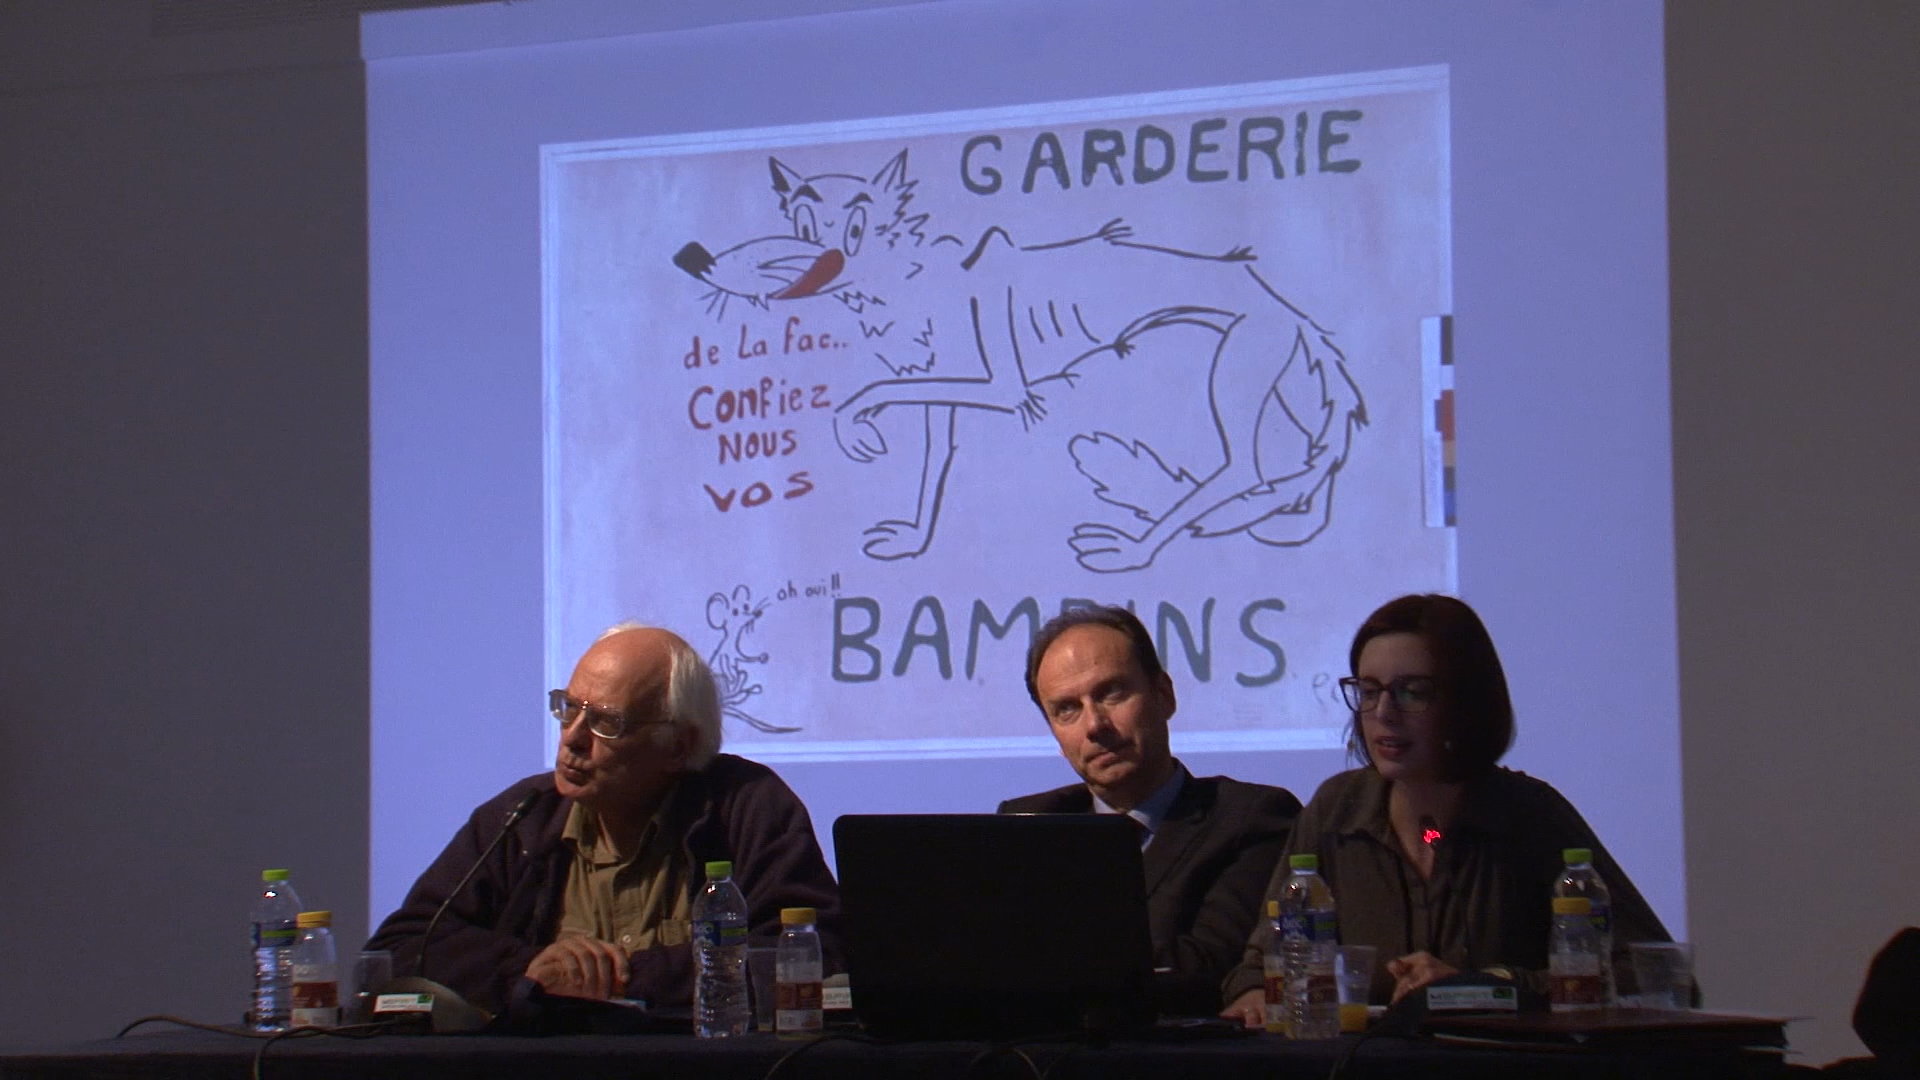 GARDERIE
de La fac..
Confiez
NOUS
VOS
oh oui!!
BAMBINS